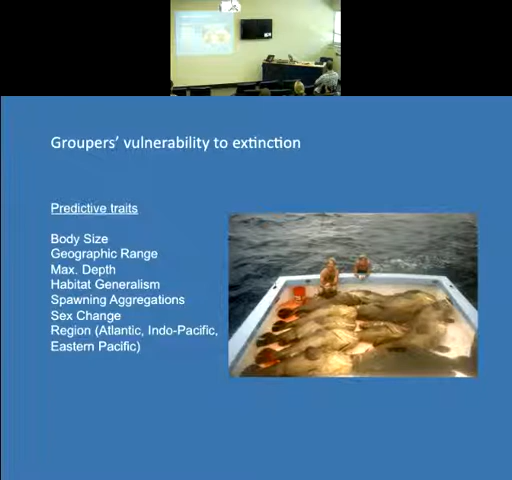 Groupers' vulnerability to extinction
Predictive traits
Body Size
Geographic Range
Max. Depth
Habitat Generalism
Spawning Aggregations
Sex Change
Region (Atlantic, Indo-Pacific,
Eastern Pacific)